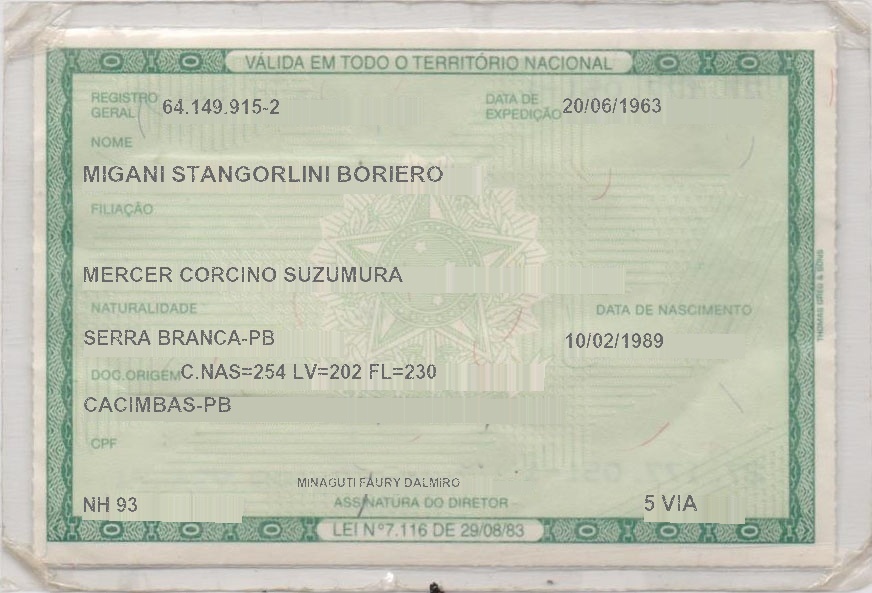 VÁLIDA EM TODO O TERRITÓRIO NACIONAL
REGISTRO GERAL 64.149.915-2 DATA DE EXPEDIÇÃO 20/06/1963
NOME
MIGANI STANGORLINI BORIERO
FILIAÇÃO
MERCER CORCINO SUZUMURA
NATURALIDADE DATA DE NASCIMENTO
SERRA BRANCA-PB 10/02/1989
DOC.ORIGEM C.NAS=254 LV=202 FL=230
CACIMBAS-PB
CPF
MINAGUTI FAURY DALMIRO
NH 93 ASSINATURA DO DIRETOR 5 VIA
LEI Nº7.116 DE 29/08/83
THOMAS GREG & SONS